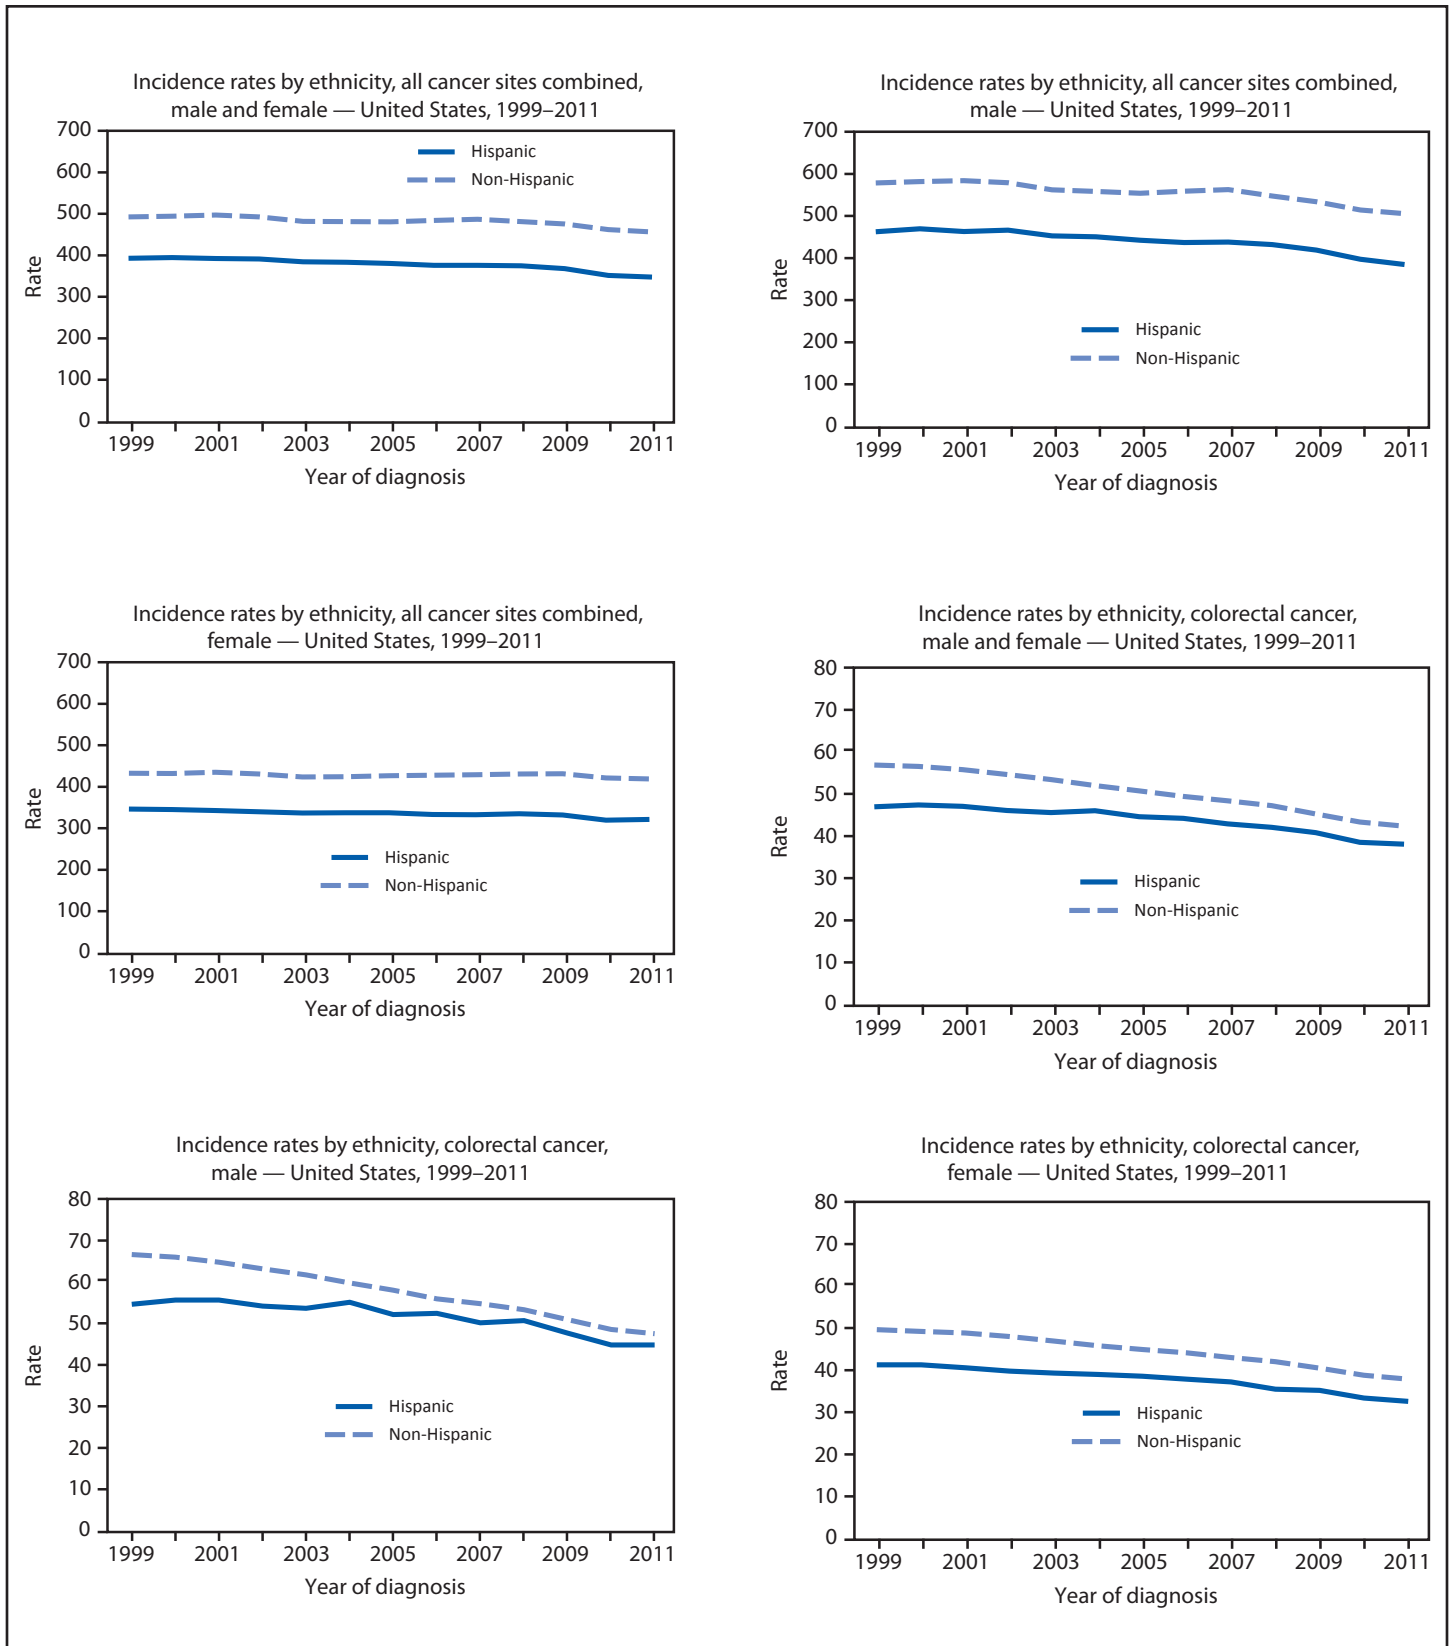 Incidence rates by ethnicity, all cancer sites combined,
male and female — United States, 1999–2011
700
600
500
400
300
200
100
0
Rate
Hispanic
Non-Hispanic
1999 2001 2003 2005 2007 2009 2011
Year of diagnosis
Incidence rates by ethnicity, all cancer sites combined,
male — United States, 1999–2011
700
600
500
400
300
200
100
0
Rate
Hispanic
Non-Hispanic
1999 2001 2003 2005 2007 2009 2011
Year of diagnosis
Incidence rates by ethnicity, all cancer sites combined,
female — United States, 1999–2011
700
600
500
400
300
200
100
0
Rate
Hispanic
Non-Hispanic
1999 2001 2003 2005 2007 2009 2011
Year of diagnosis
Incidence rates by ethnicity, colorectal cancer,
male and female — United States, 1999–2011
80
70
60
50
40
30
20
10
0
Rate
Hispanic
Non-Hispanic
1999 2001 2003 2005 2007 2009 2011
Year of diagnosis
Incidence rates by ethnicity, colorectal cancer,
male — United States, 1999–2011
80
70
60
50
40
30
20
10
0
Rate
Hispanic
Non-Hispanic
1999 2001 2003 2005 2007 2009 2011
Year of diagnosis
Incidence rates by ethnicity, colorectal cancer,
female — United States, 1999–2011
80
70
60
50
40
30
20
10
0
Rate
Hispanic
Non-Hispanic
1999 2001 2003 2005 2007 2009 2011
Year of diagnosis